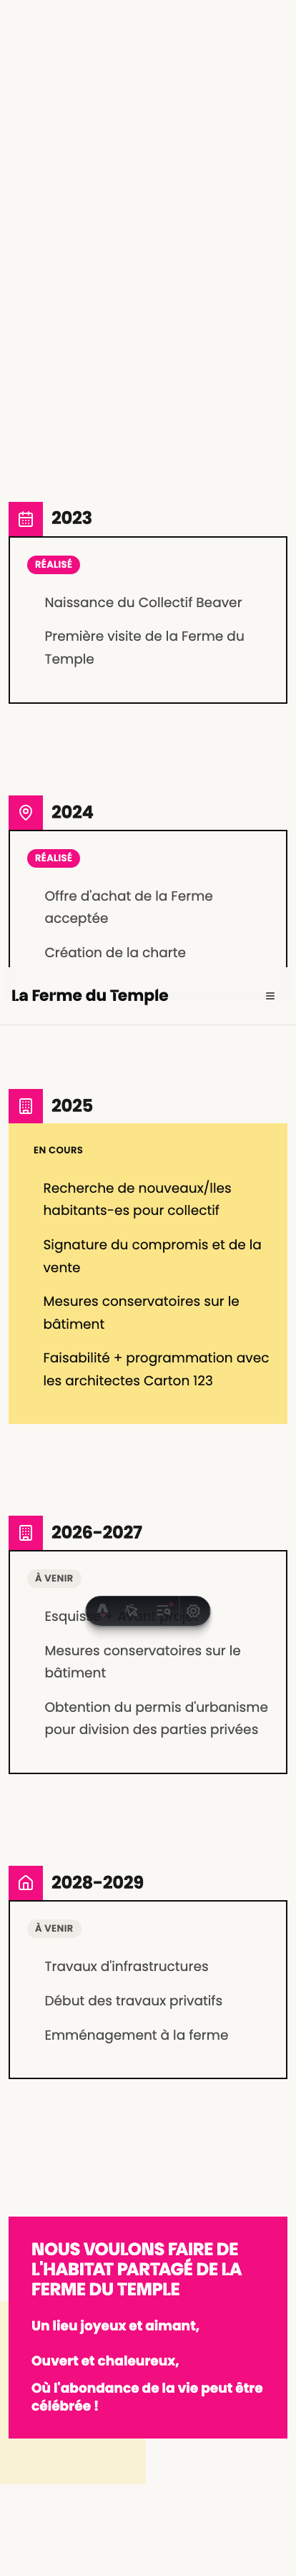 2023
RÉALISÉ
Naissance du Collectif Beaver
Première visite de la Ferme du
Temple
2024
RÉALISÉ
Offre d'achat de la Ferme
acceptée
Création de la charte
La Ferme du Temple
2025
EN COURS
Recherche de nouveaux/lles
habitants-es pour collectif
Signature du compromis et de la
vente
Mesures conservatoires sur le
bâtiment
Faisabilité + programmation avec
les architectes Carton 123
2026-2027
À VENIR
Mesures conservatoires sur le
bâtiment
Obtention du permis d'urbanisme
pour division des parties privées
2028-2029
À VENIR
Travaux d'infrastructures
Début des travaux privatifs
Emménagement à la ferme
NOUS VOULONS FAIRE DE
L'HABITAT PARTAGÉ DE LA
FERME DU TEMPLE
Un lieu joyeux et aimant,
Ouvert et chaleureux,
Où l'abondance de la vie peut être
célébrée !